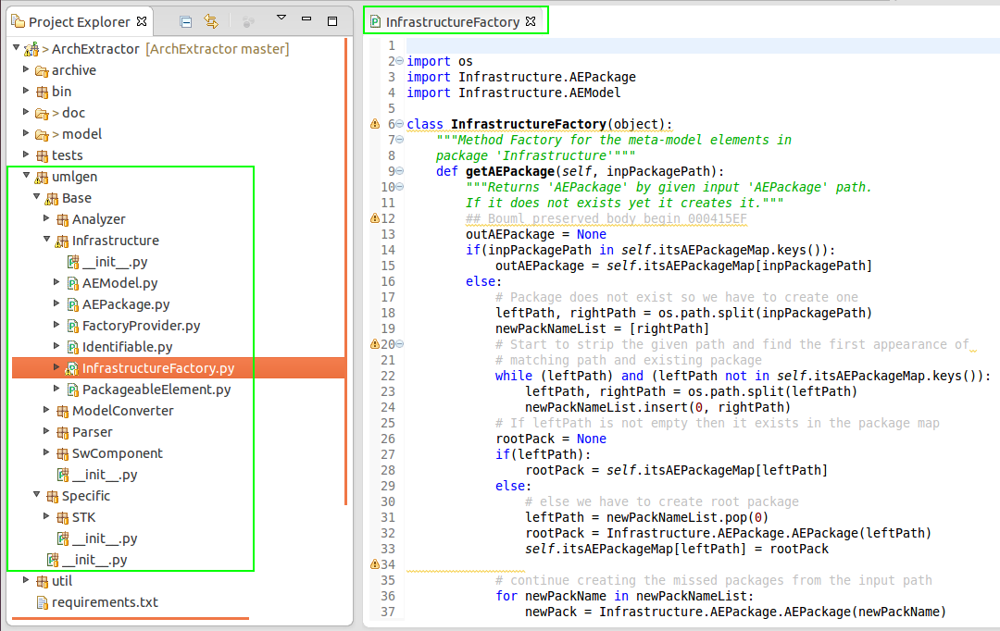 Project Explorer
> ArchExtractor [ArchExtractor master]
archive
bin
> doc
> model
tests
umlgen
Base
Analyzer
Infrastructure
__init__.py
AEModel.py
AEPackage.py
FactoryProvider.py
Identifiable.py
InfrastructureFactory.py
PackageableElement.py
ModelConverter
Parser
SwComponent
__init__.py
Specific
STK
__init__.py
__init__.py
util
requirements.txt
InfrastructureFactory
1
2 import os
3 import Infrastructure.AEPackage
4 import Infrastructure.AEModel
5
6 class InfrastructureFactory(object):
7     """Method Factory for the meta-model elements in
8     package 'Infrastructure'"""
9     def getAEPackage(self, inpPackagePath):
10         """Returns 'AEPackage' by given input 'AEPackage' path.
11         If it does not exists yet it creates it."""
12         ## Bouml preserved body begin 000415EF
13         outAEPackage = None
14         if(inpPackagePath in self.itsAEPackageMap.keys()):
15             outAEPackage = self.itsAEPackageMap[inpPackagePath]
16         else:
17             # Package does not exist so we have to create one
18             leftPath, rightPath = os.path.split(inpPackagePath)
19             newPackNameList = [rightPath]
20             # Start to strip the given path and find the first appearance of
21             # matching path and existing package
22             while (leftPath) and (leftPath not in self.itsAEPackageMap.keys()):
23                 leftPath, rightPath = os.path.split(leftPath)
24                 newPackNameList.insert(0, rightPath)
25             # If leftPath is not empty then it exists in the package map
26             rootPack = None
27             if(leftPath):
28                 rootPack = self.itsAEPackageMap[leftPath]
29             else:
30                 # else we have to create root package
31                 leftPath = newPackNameList.pop(0)
32                 rootPack = Infrastructure.AEPackage.AEPackage(leftPath)
33                 self.itsAEPackageMap[leftPath] = rootPack
34
35             # continue creating the missed packages from the input path
36             for newPackName in newPackNameList:
37                 newPack = Infrastructure.AEPackage.AEPackage(newPackName)